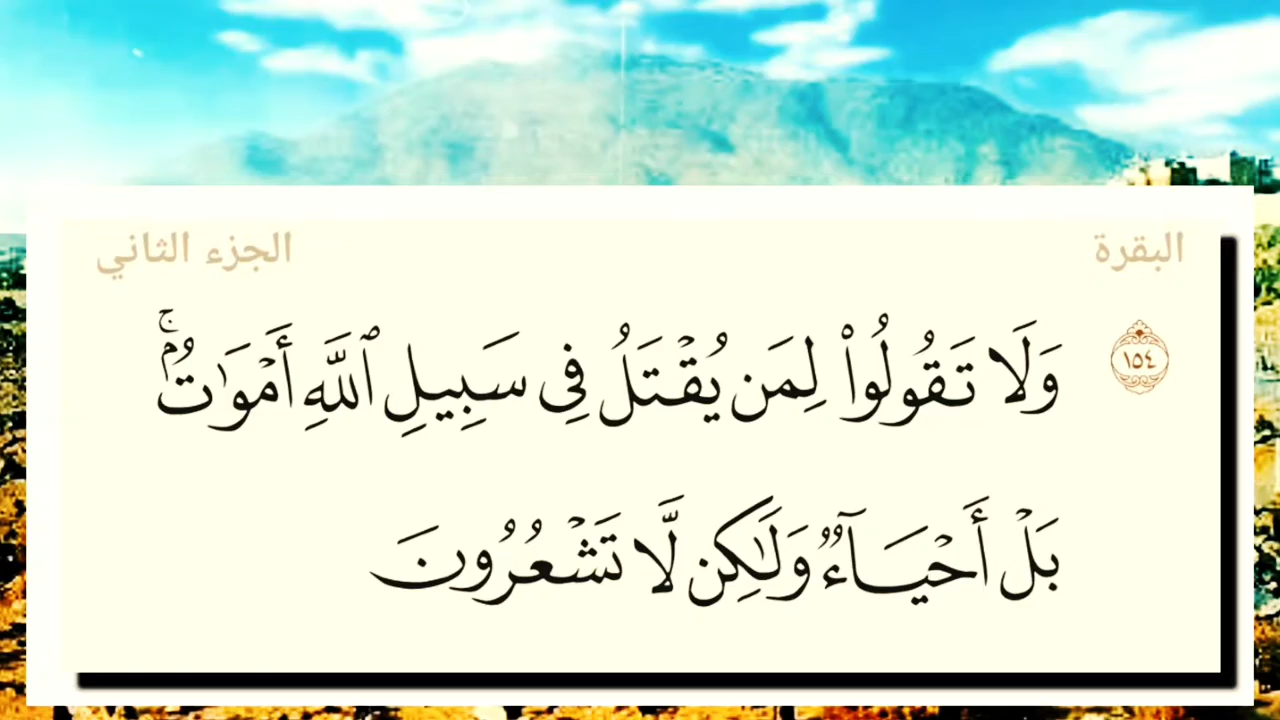 البقرة
الجزء الثاني
١٥٤ وَلَا تَقُولُوا۟ لِمَن يُقْتَلُ فِى سَبِيلِ ٱللَّهِ أَمْوَٰتٌۢ ۚ
بَلْ أَحْيَآءٌ وَلَـٰكِن لَّا تَشْعُرُونَ